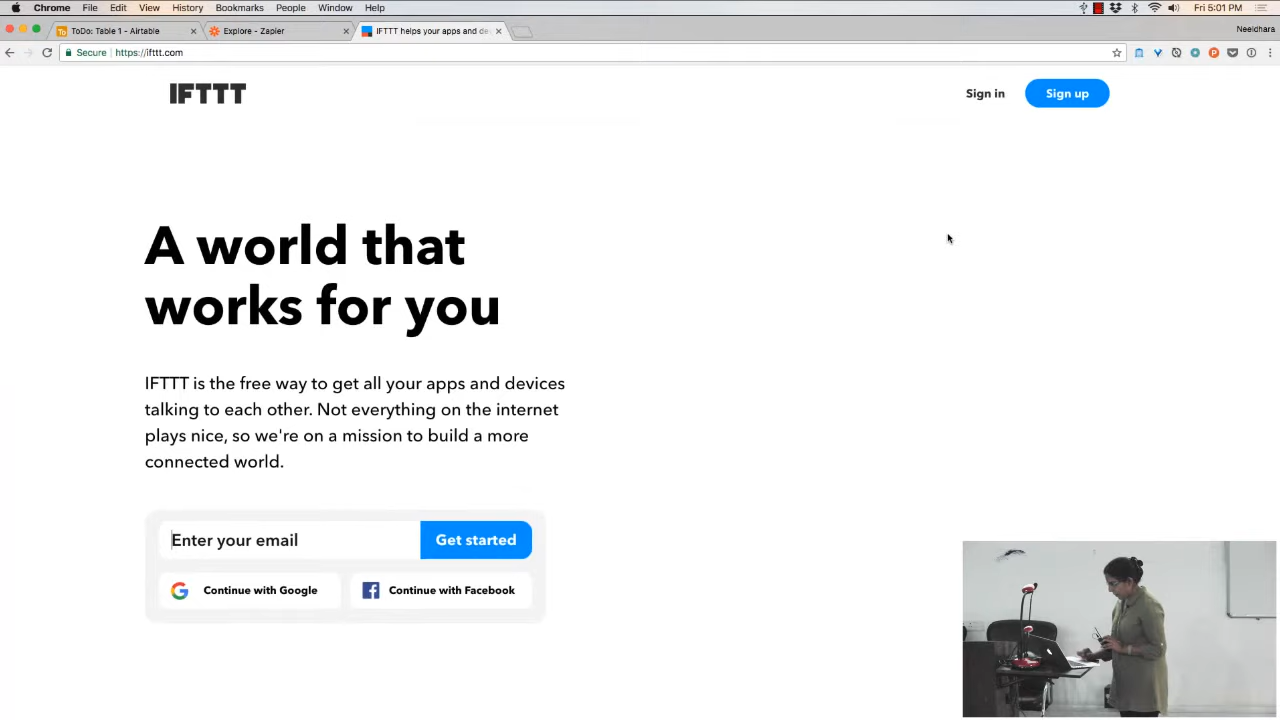 Chrome File Edit View History Bookmarks People Window Help Fri 5:01 PM
ToDo: Table 1 - Airtable Explore - Zapier IFTTT helps your apps and de Needhara
Secure https://ifttt.com
IFTTT Sign in Sign up
A world that
works for you
IFTTT is the free way to get all your apps and devices
talking to each other. Not everything on the internet
plays nice, so we're on a mission to build a more
connected world.
Enter your email Get started
Continue with Google Continue with Facebook